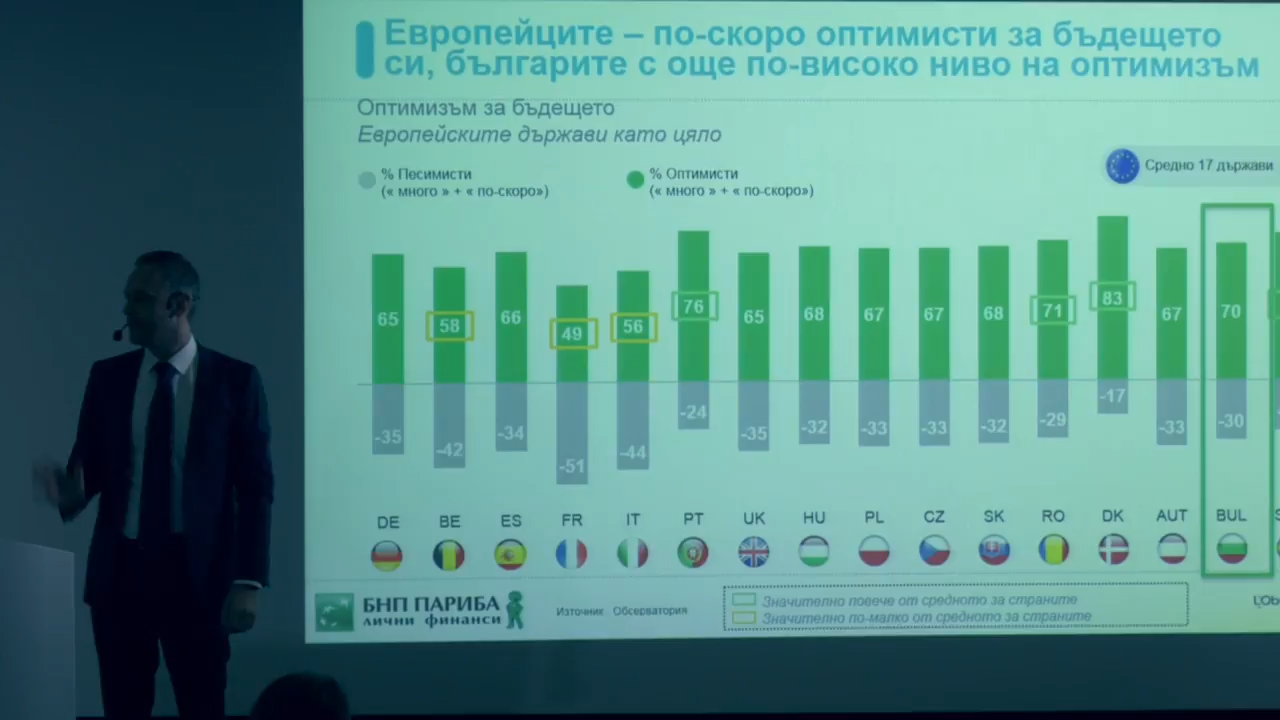 Европейците – по-скоро оптимисти за бъдещето
си, българите с още по-високо ниво на оптимизъм
Оптимизъм за бъдещето
Европейските държави като цяло
% Песимисти
(« много » + « по-скоро»)
% Оптимисти
(« много » + « по-скоро»)
Средно 17 държави
65 58 66 49 56 76 65 68 67 67 68 71 83 67 70
-35 -42 -34 -51 -44 -24 -35 -32 -33 -33 -32 -29 -17 -33 -30
DE BE ES FR IT PT UK HU PL CZ SK RO DK AUT BUL
БНП ПАРИБА
лични финанси
Източник Обсерватория
Значително повече от средното за страните
Значително по-малко от средното за страните
L'Ob